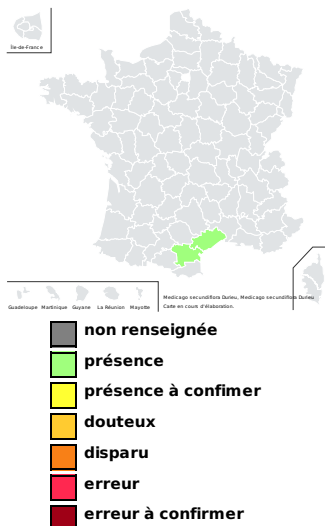 Île-de-France
Guadeloupe Martinique Guyane La Réunion Mayotte
Medicago secundiflora Durieu, Medicago secundiflora Durieu
Carte en cours d'élaboration.
non renseignée
présence
présence à confimer
douteux
disparu
erreur
erreur à confirmer